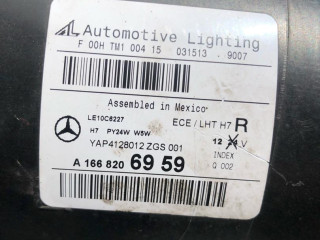 AL Automotive Lighting
F 00H TM1 004 15 031513 - 9007
Assembled in Mexico
LE10C6227
ECE / LHT H7 R
H7 PY24W W5W
12 24 V
YAP4128012 ZGS 001
INDEX
A 166 820 69 59
Q 002